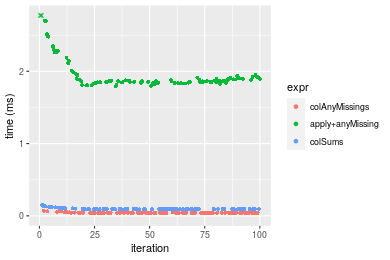 time (ms)
2
1
0
0
25
50
75
100
iteration
expr
colAnyMissings
apply+anyMissing
colSums